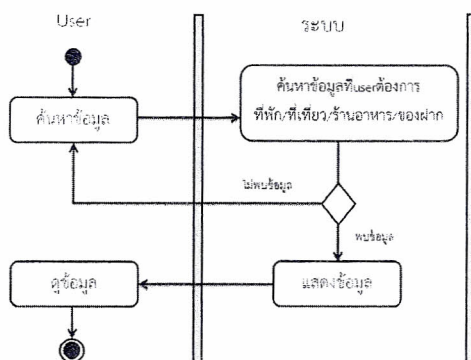 User
ระบบ
ค้นหาข้อมูล
ค้นหาข้อมูลที่userต้องการ
ที่พัก/ที่เที่ยว/ร้านอาหาร/ของฝาก
ไม่พบข้อมูล
พบข้อมูล
ดูข้อมูล
แสดงข้อมูล